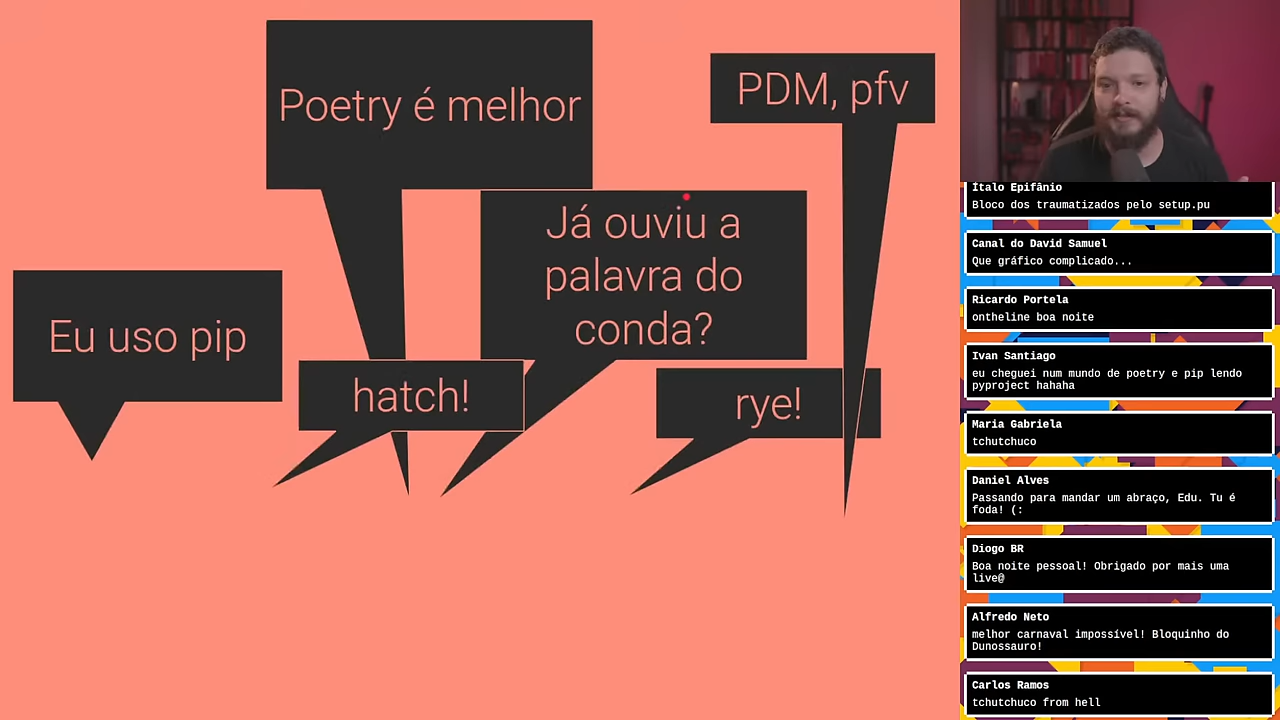 Poetry é melhor
PDM, pfv
Já ouviu a
palavra do
conda?
Eu uso pip
hatch!
rye!
Ítalo Epifânio
Bloco dos traumatizados pelo setup.pu
Canal do David Samuel
Que gráfico complicado...
Ricardo Portela
ontheline boa noite
Ivan Santiago
eu cheguei num mundo de poetry e pip lendo
pyproject hahaha
Maria Gabriela
tchutchuco
Daniel Alves
Passando para mandar um abraço, Edu. Tu é
foda! (:
Diogo BR
Boa noite pessoal! Obrigado por mais uma
live@
Alfredo Neto
melhor carnaval impossível! Bloquinho do
Dunossauro!
Carlos Ramos
tchutchuco from hell